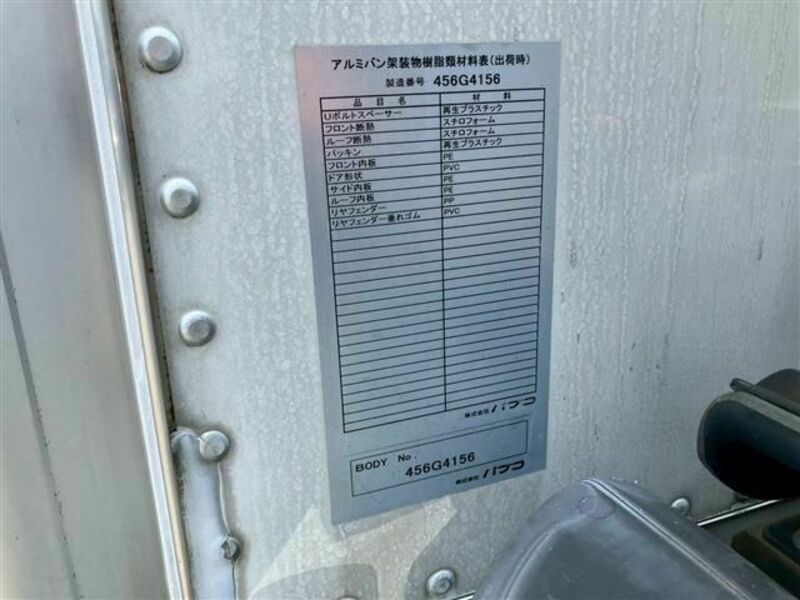 アルミバン架装物樹脂類材料表(出荷時)
製造番号 456G4156
品目名 材料
Uボルトスペーサー 再生プラスチック
フロント断熱 スチロフォーム
ルーフ断熱 スチロフォーム
パッキン 再生プラスチック
フロント内板 PE
ドア形状 PVC
サイド内板 PE
ルーフ内板 PE
リヤフェンダー PP
リヤフェンダー垂れゴム PVC
株式会社
BODY No.
456G4156
株式会社